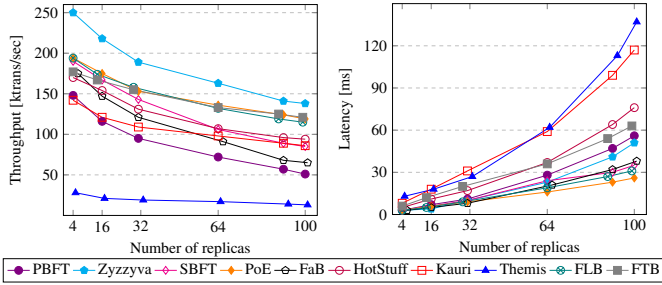 Throughput [ktrans/sec]
250
200
150
100
50
4 16 32 64 100
Number of replicas
Latency [ms]
120
90
60
30
0
4 16 32 64 100
Number of replicas
PBFT Zyzzyva SBFT PoE FaB HotStuff Kauri Themis FLB FTB